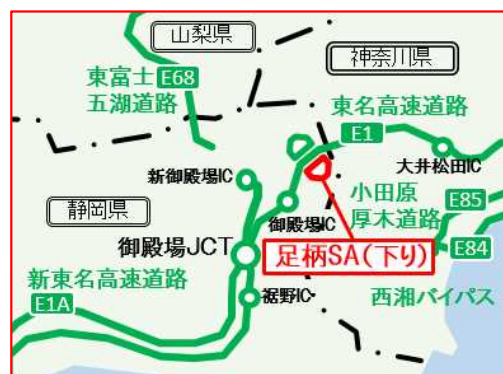 山梨県
神奈川県
東富士
五湖道路
E68
東名高速道路
E1
大井松田IC
新御殿場IC
小田原
厚木道路
E85
静岡県
御殿場IC
御殿場JCT
足柄SA(下り)
E84
新東名高速道路
E1A
裾野IC
西湘バイパス